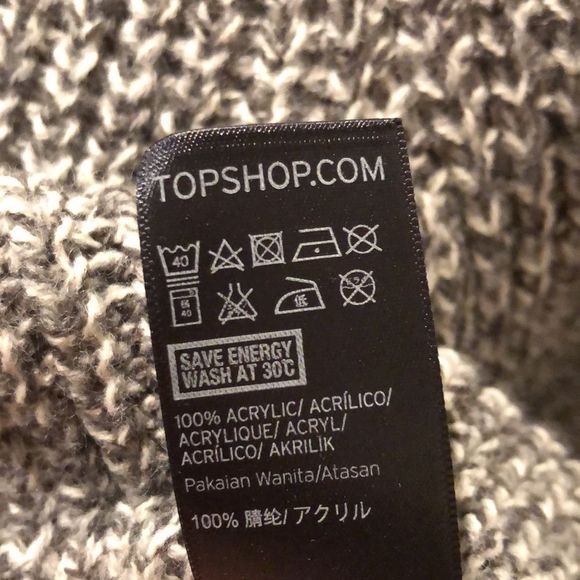 TOPSHOP.COM
40
低
40
SAVE ENERGY
WASH AT 30℃
100% ACRYLIC/ ACRÍLICO/
ACRYLIQUE/ ACRYL/
ACRÍLICO/ AKRILIK
Pakaian Wanita/Atasan
100% 腈纶/ アクリル